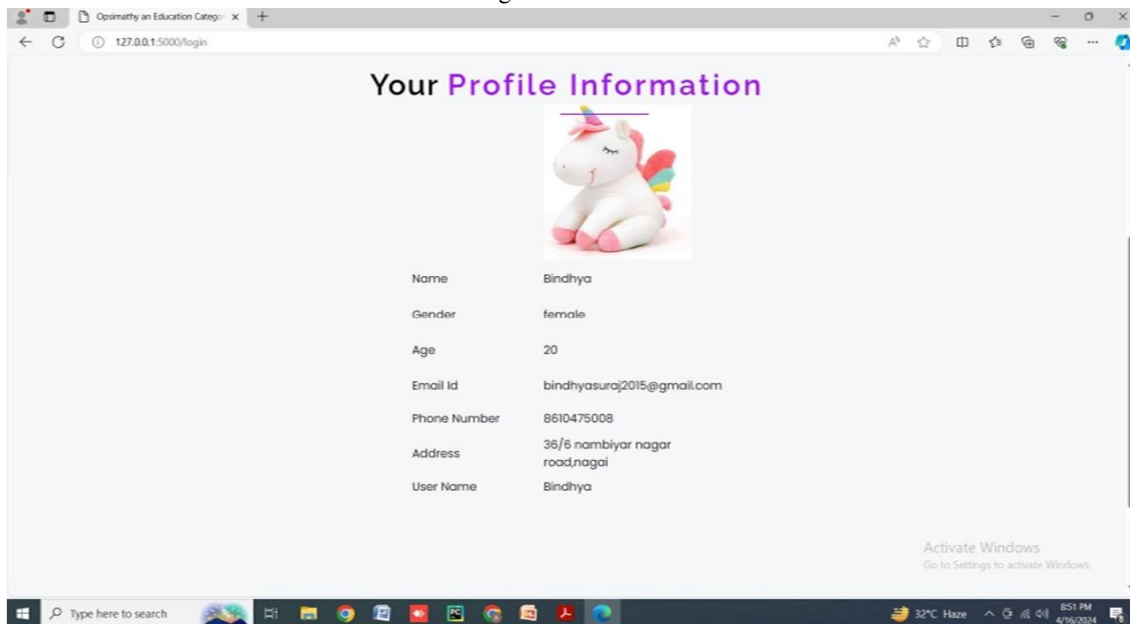 Opsimathy an Education Catego
127.0.0.1:5000/login
Your Profile Information
Name Bindhya
Gender female
Age 20
Email Id bindhyasuraj2015@gmail.com
Phone Number 8610475008
Address 36/6 nambiyar nagar
road,nagai
User Name Bindhya
Activate Windows
Go to Settings to activate Windows.
Type here to search
32°C Haze
8:51 PM
4/16/2024